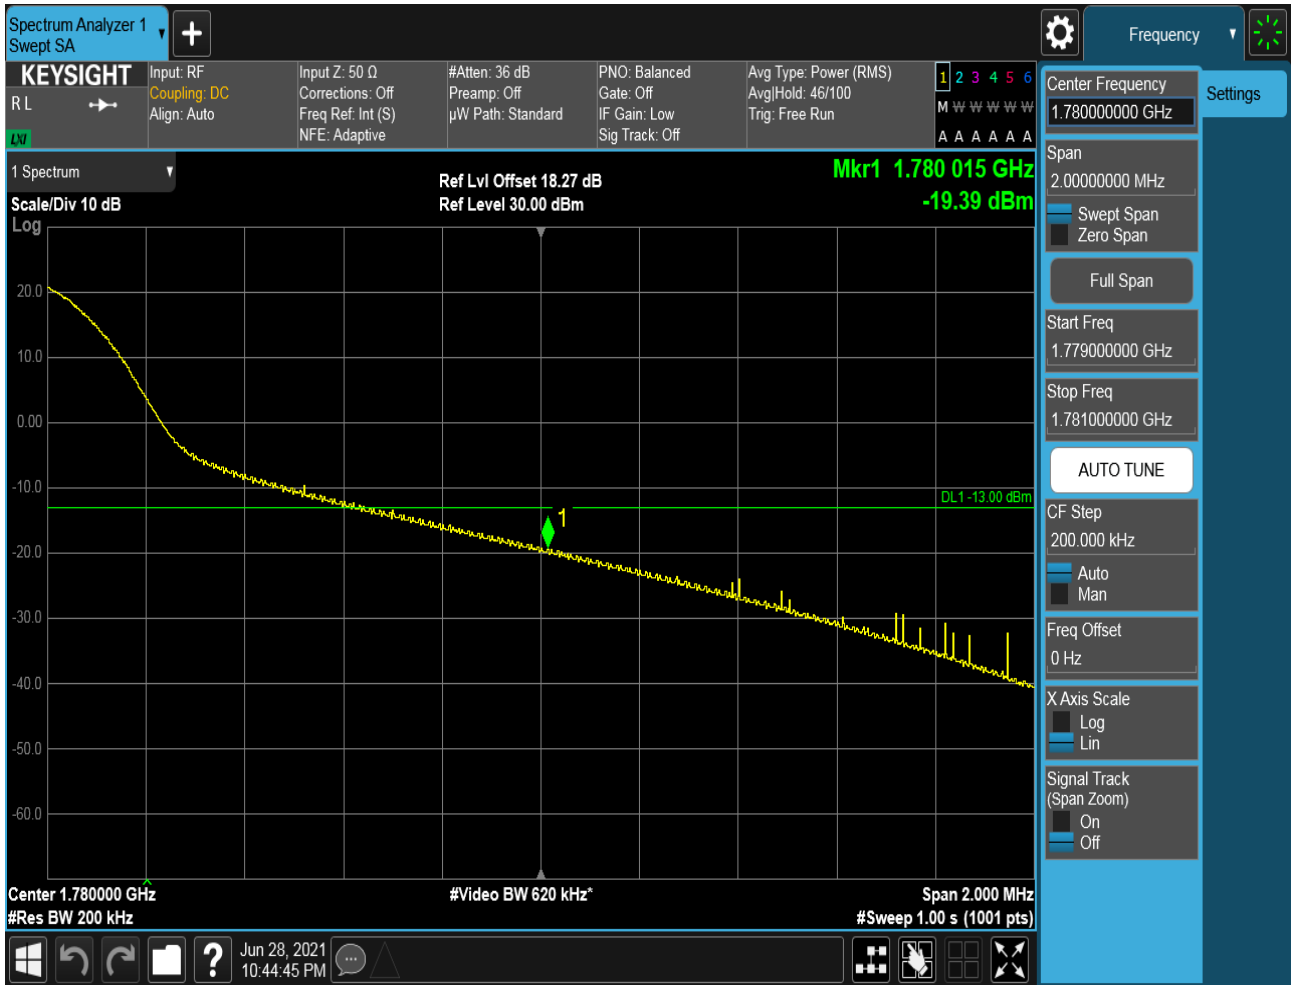 Spectrum Analyzer 1
Swept SA
Frequency
KEYSIGHT
R L
LXI
Input: RF
Coupling: DC
Align: Auto
Input Z: 50 Ω
Corrections: Off
Freq Ref: Int (S)
NFE: Adaptive
#Atten: 36 dB
Preamp: Off
µW Path: Standard
PNO: Balanced
Gate: Off
IF Gain: Low
Sig Track: Off
Avg Type: Power (RMS)
Avg|Hold: 46/100
Trig: Free Run
1 2 3 4 5 6
M W W W W W
A A A A A A
1 Spectrum
Scale/Div 10 dB
Log
Ref Lvl Offset 18.27 dB
Ref Level 30.00 dBm
Mkr1 1.780 015 GHz
-19.39 dBm
20.0
10.0
0.00
-10.0
-20.0
-30.0
-40.0
-50.0
-60.0
DL1 -13.00 dBm
1
Center 1.780000 GHz
#Res BW 200 kHz
#Video BW 620 kHz*
Span 2.000 MHz
#Sweep 1.00 s (1001 pts)
Jun 28, 2021
10:44:45 PM
?
Settings
Center Frequency
1.780000000 GHz
Span
2.00000000 MHz
Swept Span
Zero Span
Full Span
Start Freq
1.779000000 GHz
Stop Freq
1.781000000 GHz
AUTO TUNE
CF Step
200.000 kHz
Auto
Man
Freq Offset
0 Hz
X Axis Scale
Log
Lin
Signal Track
(Span Zoom)
On
Off